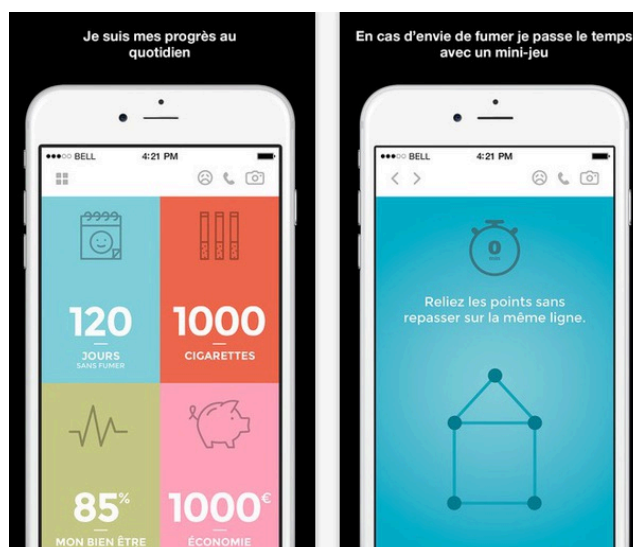 Je suis mes progrès au
quotidien
BELL
4:21 PM
120
JOURS
SANS FUMER
1000
CIGARETTES
85%
MON BIEN ÊTRE
1000€
ÉCONOMIE
En cas d'envie de fumer je passe le temps
avec un mini-jeu
BELL
4:21 PM
0
Reliez les points sans
repasser sur la même ligne.